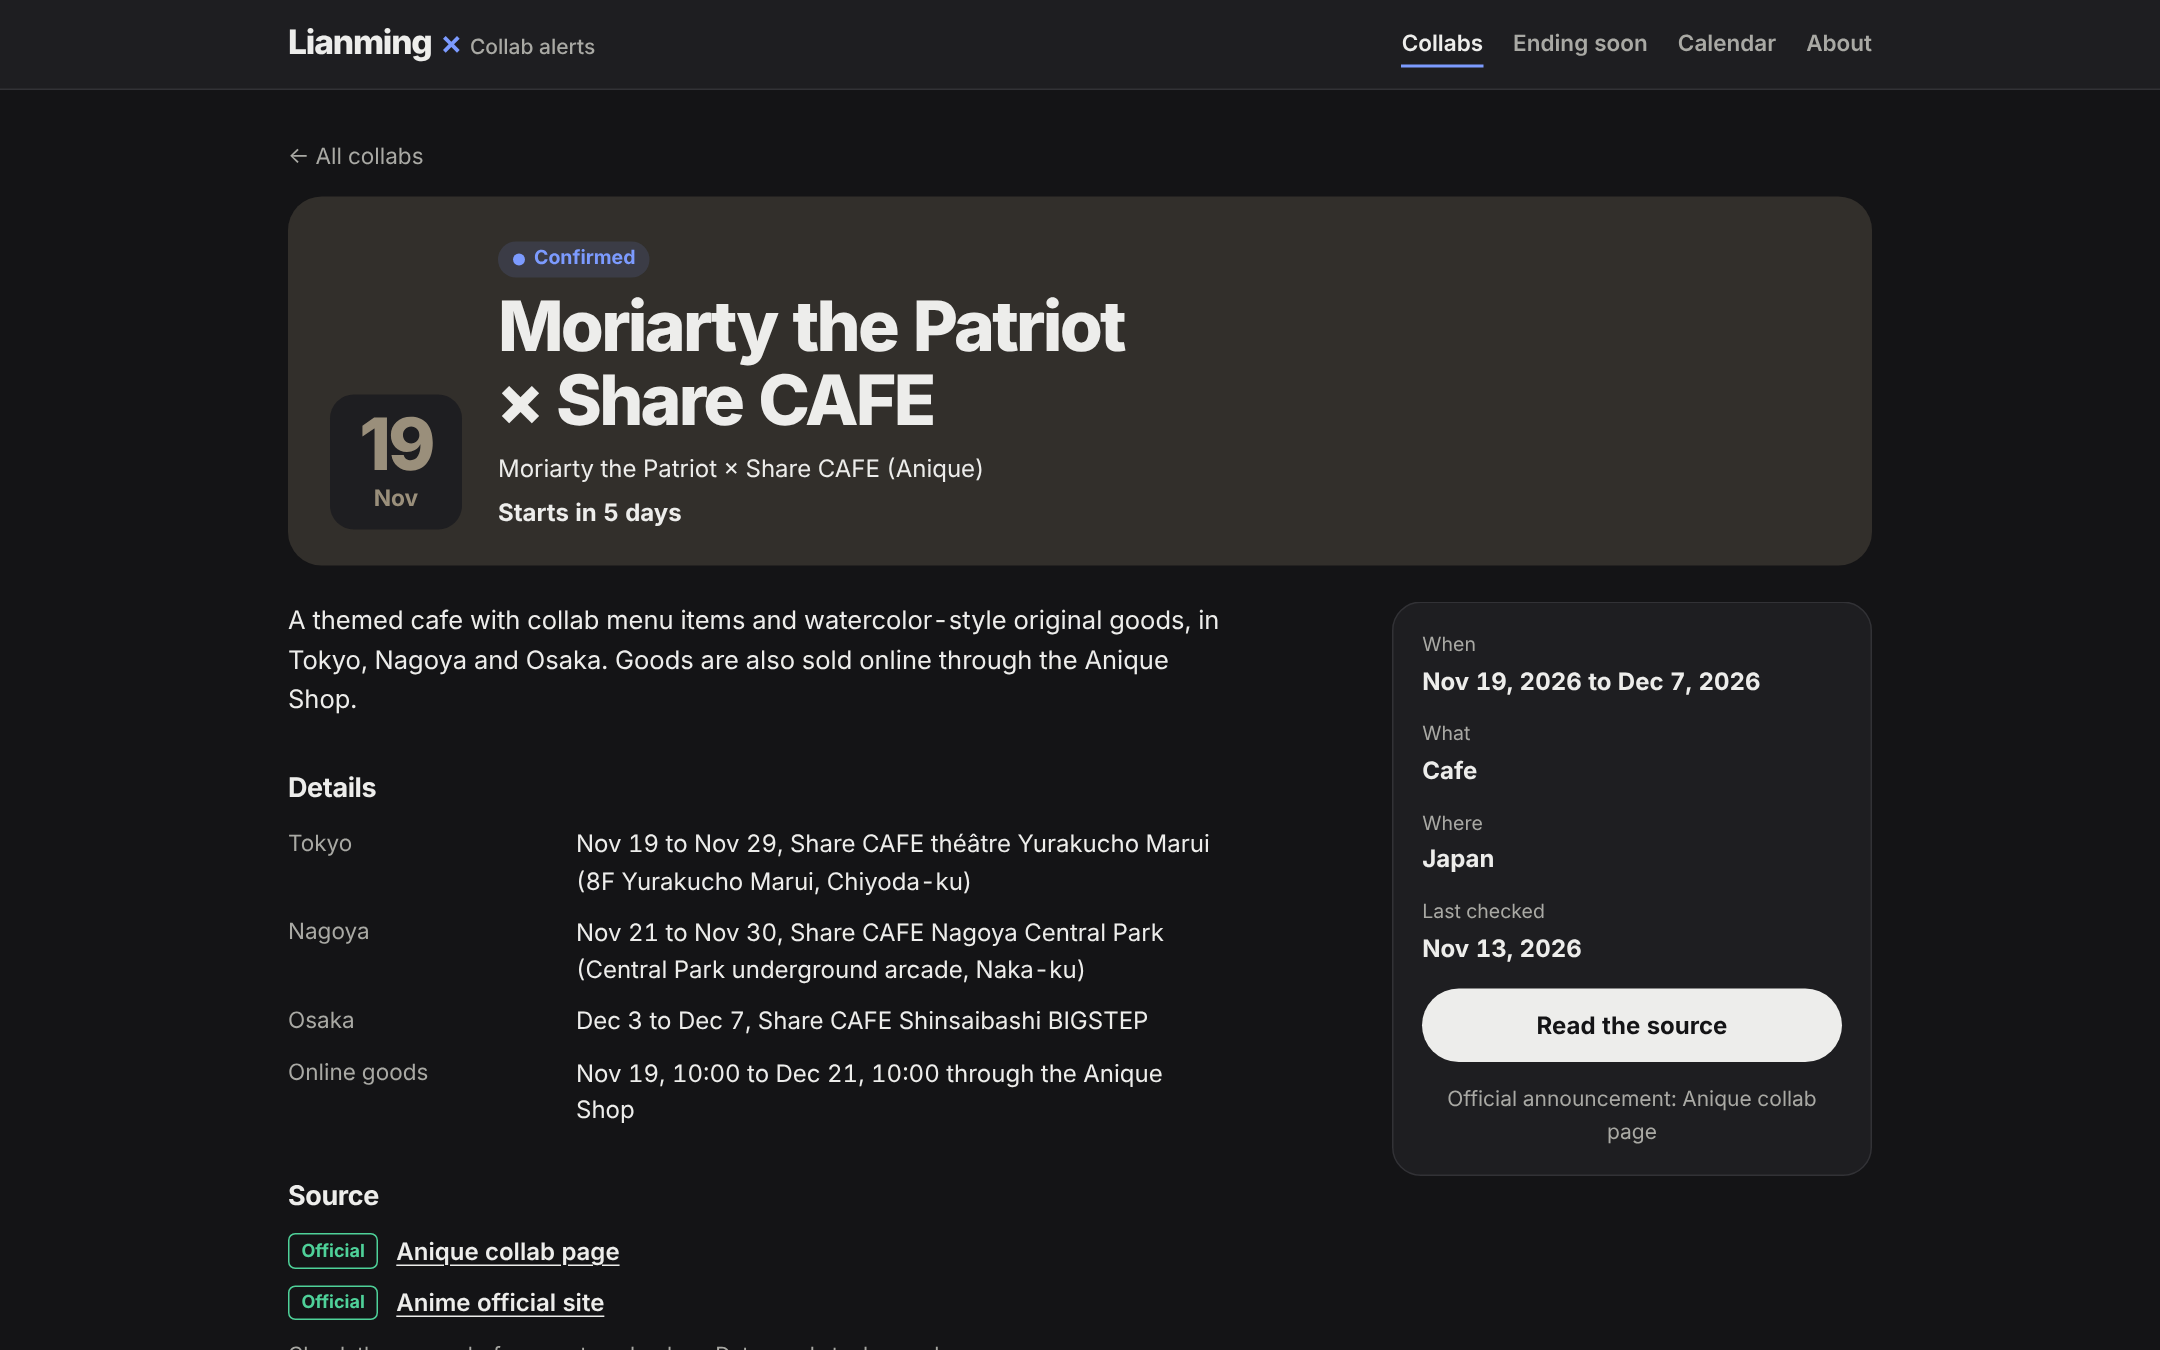 Lianming × Collab alerts
Collabs Ending soon Calendar About
← All collabs
Confirmed
Moriarty the Patriot
× Share CAFE
19
Nov
Moriarty the Patriot × Share CAFE (Anique)
Starts in 5 days
A themed cafe with collab menu items and watercolor-style original goods, in
Tokyo, Nagoya and Osaka. Goods are also sold online through the Anique
Shop.
Details
Tokyo
Nov 19 to Nov 29, Share CAFE théâtre Yurakucho Marui
(8F Yurakucho Marui, Chiyoda-ku)
Nagoya
Nov 21 to Nov 30, Share CAFE Nagoya Central Park
(Central Park underground arcade, Naka-ku)
Osaka
Dec 3 to Dec 7, Share CAFE Shinsaibashi BIGSTEP
Online goods
Nov 19, 10:00 to Dec 21, 10:00 through the Anique
Shop
Source
Official Anique collab page
Official Anime official site
When
Nov 19, 2026 to Dec 7, 2026
What
Cafe
Where
Japan
Last checked
Nov 13, 2026
Read the source
Official announcement: Anique collab
page